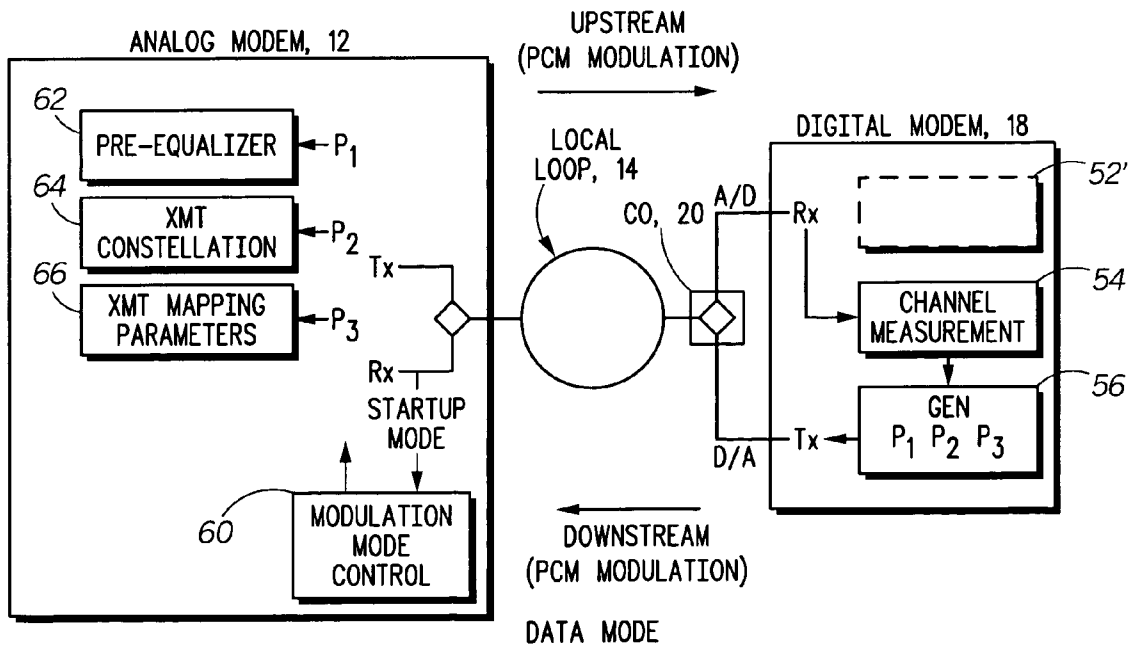 UPSTREAM
(PCM MODULATION)
ANALOG MODEM, 12
62
PRE-EQUALIZER
P1
64
XMT
CONSTELLATION
P2
66
XMT MAPPING
PARAMETERS
P3
Tx
Rx
STARTUP
MODE
60
MODULATION
MODE
CONTROL
LOCAL
LOOP, 14
CO, 20
A/D
D/A
DIGITAL MODEM, 18
52'
Rx
54
CHANNEL
MEASUREMENT
56
GEN
P1 P2 P3
Tx
DOWNSTREAM
(PCM MODULATION)
DATA MODE